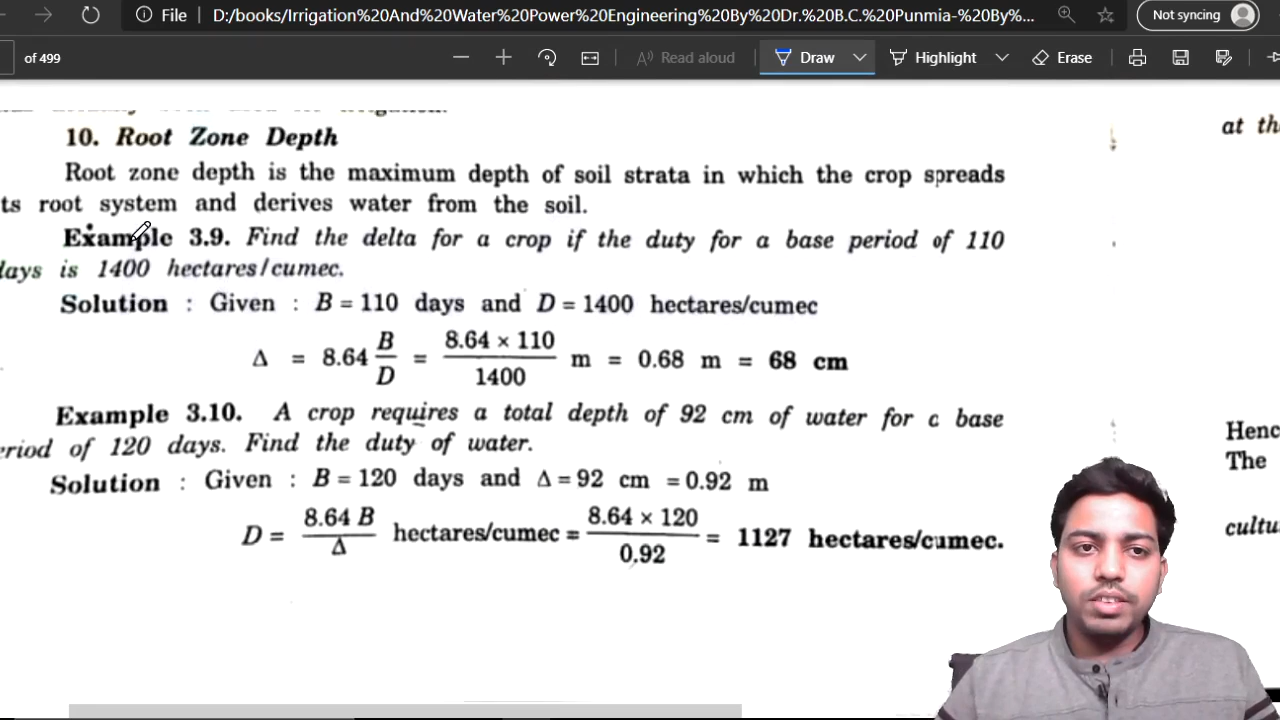 File D:/books/Irrigation%20And%20Water%20Power%20Engineering%20By%20Dr.%20B.C.%20Punmia-%20By%... Not syncing
of 499 Read aloud Draw Highlight Erase
10. Root Zone Depth
at th
Root zone depth is the maximum depth of soil strata in which the crop spreads
ts root system and derives water from the soil.
Example 3.9. Find the delta for a crop if the duty for a base period of 110
days is 1400 hectares/cumec.
Solution : Given : B = 110 days and D = 1400 hectares/cumec
Δ = 8.64 B/D = 8.64 × 110/1400 m = 0.68 m = 68 cm
Example 3.10. A crop requires a total depth of 92 cm of water for a base
eriod of 120 days. Find the duty of water.
Henc
The
Solution : Given : B = 120 days and Δ = 92 cm = 0.92 m
D = 8.64 B/Δ hectares/cumec = 8.64 × 120/0.92 = 1127 hectares/cumec.
cultu